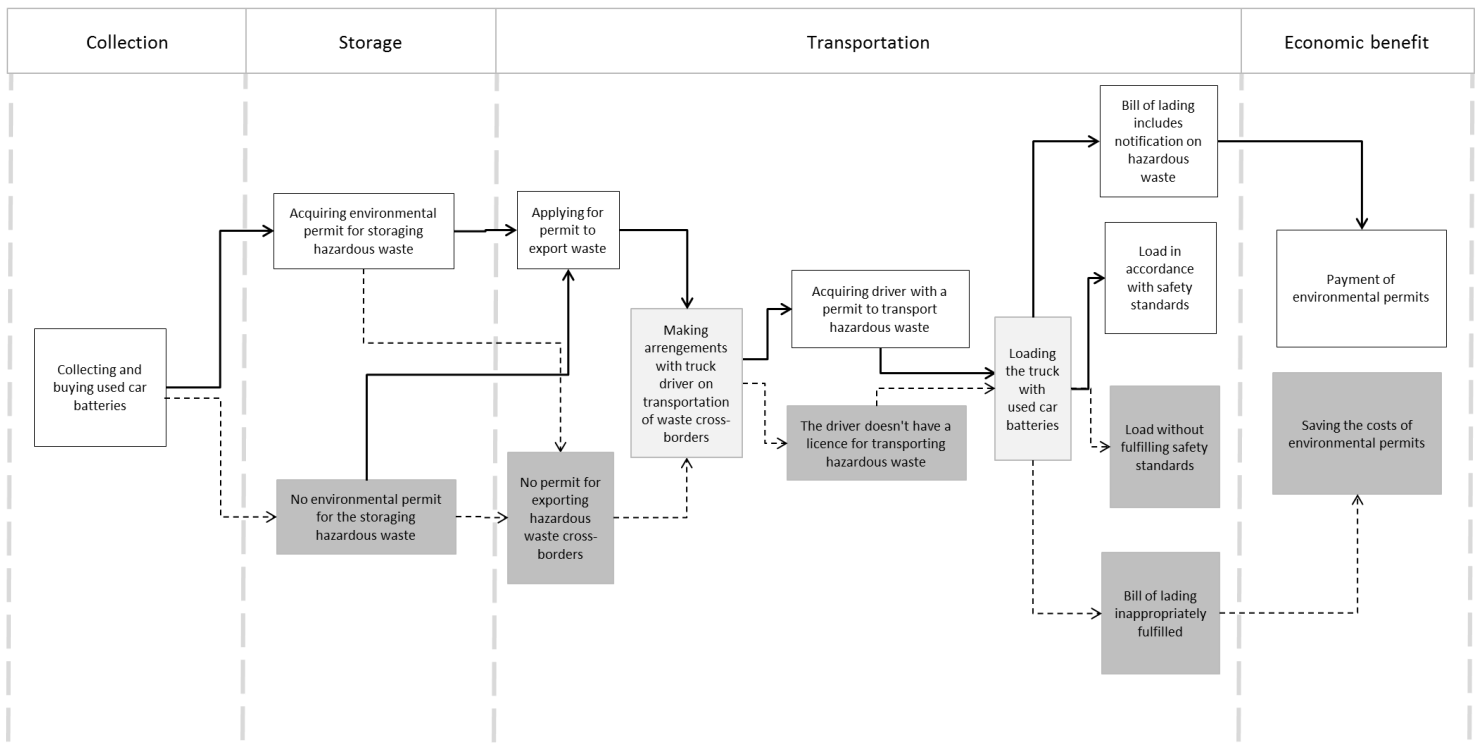 Collection
Storage
Transportation
Economic benefit
Collecting and
buying used car
batteries
Acquiring environmental
permit for storaging
hazardous waste
No environmental permit
for the storaging
hazardous waste
Applying for
permit to
export waste
No permit for
exporting
hazardous
waste cross-
borders
Making
arrengements
with truck
driver on
transportation
of waste cross-
borders
Acquiring driver with a
permit to transport
hazardous waste
The driver doesn't have a
licence for transporting
hazardous waste
Loading
the truck
with
used car
batteries
Bill of lading
includes
notification on
hazardous
waste
Load in
accordance
with safety
standards
Load without
fulfilling safety
standards
Bill of lading
inappropriately
fulfilled
Payment of
environmental permits
Saving the costs of
environmental permits